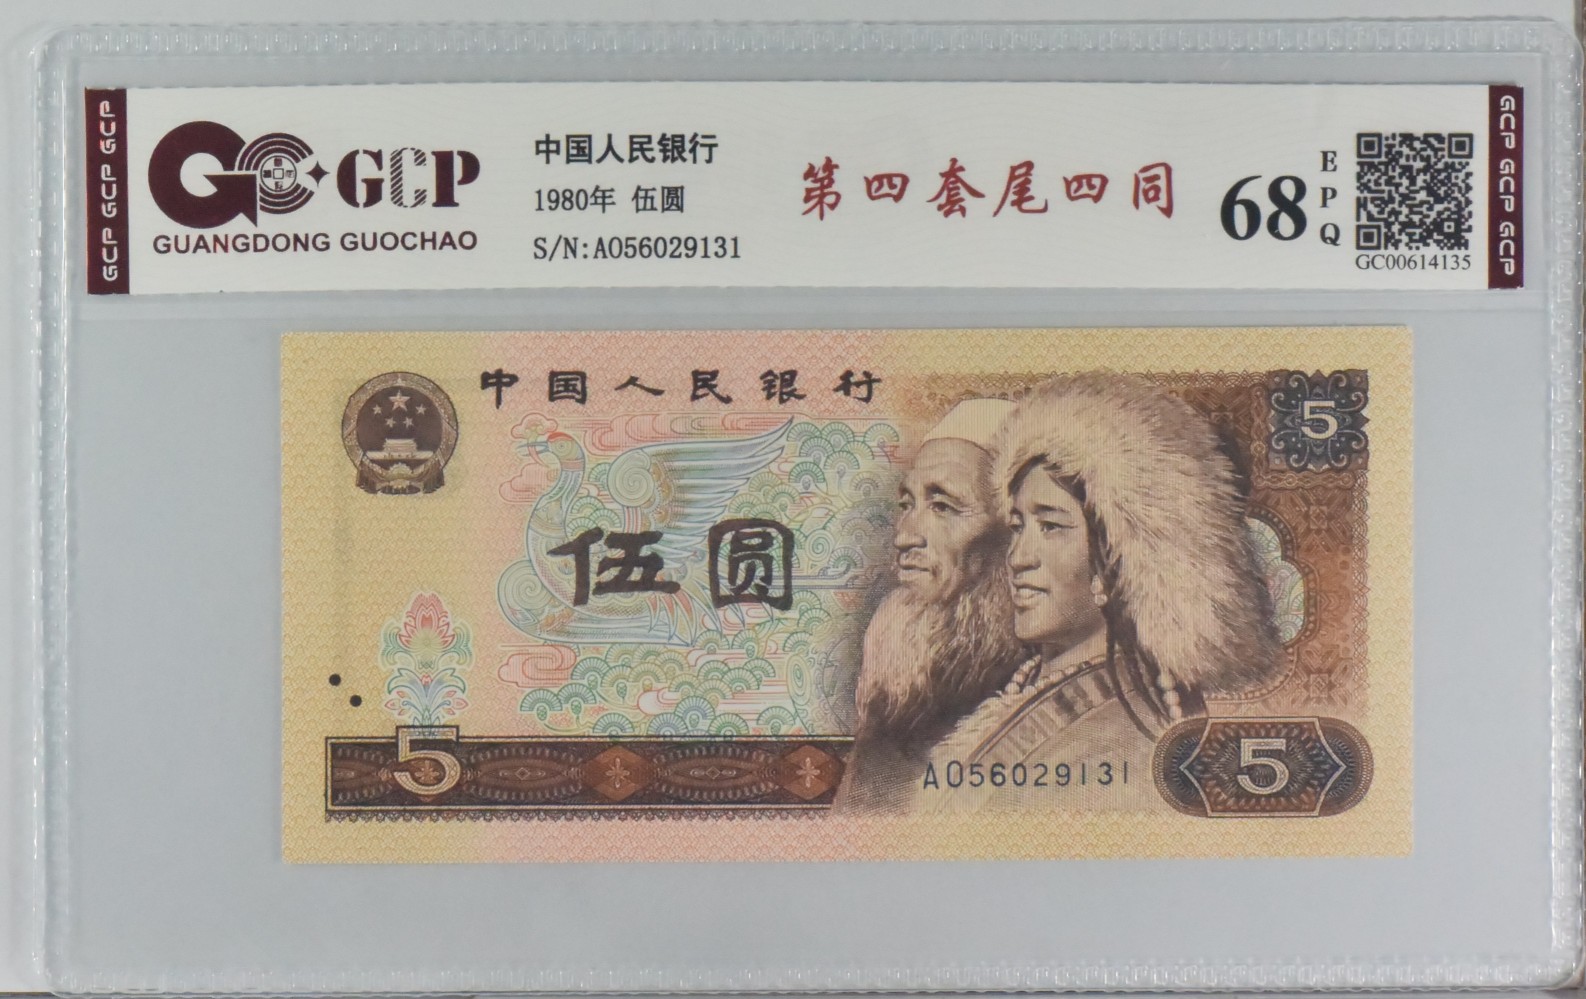 GCP GCP GCP
GC GCP
GUANGDONG GUOCHAO
中国人民银行
1980年 伍圆
S/N:A056029131
第四套尾四同
68
EPQ
GC00614135
GCP GCP GCP
中国人民银行
5
伍圆
5
A056029131
5